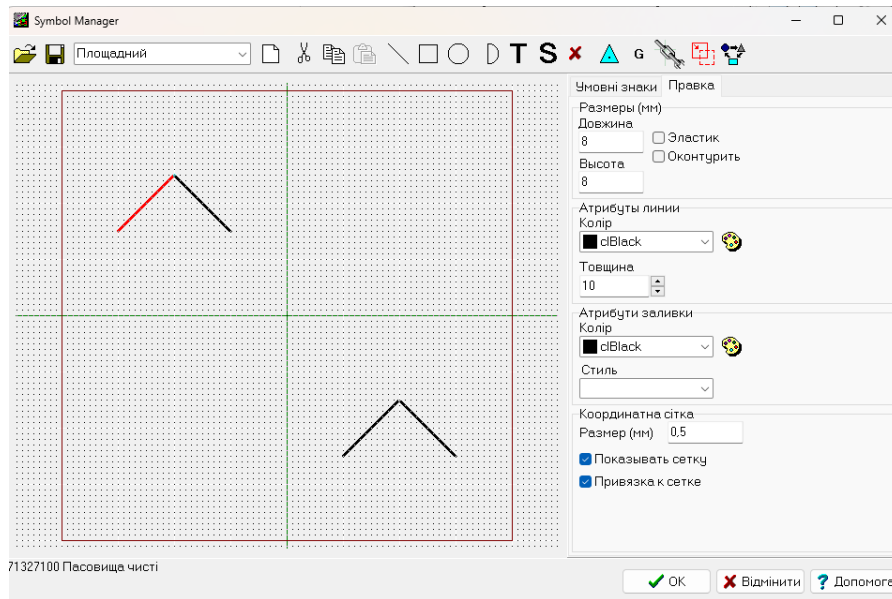 Symbol Manager
Площадний
T S G
Умовні знаки Правка
Размеры (мм)
Довжина
8
Эластик
Оконтурить
Высота
8
Атрибуты линии
Колір
clBlack
Товщина
10
Атрибути заливки
Колір
clBlack
Стиль
Координатна сітка
Размер (мм) 0,5
Показывать сетку
Привязка к сетке
71327100 Пасовища чисті
OK Відмінити ? Допомога